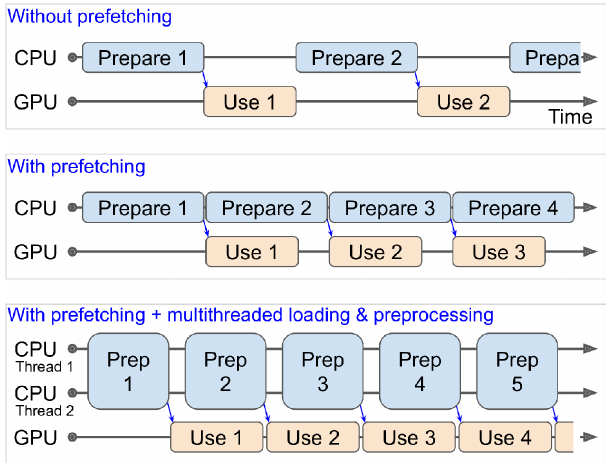 Without prefetching
CPU Prepare 1 Prepare 2 Prepa
GPU Use 1 Use 2
Time
With prefetching
CPU Prepare 1 Prepare 2 Prepare 3 Prepare 4
GPU Use 1 Use 2 Use 3
With prefetching + multithreaded loading & preprocessing
CPU
Thread 1
Prep 1
Prep 2
Prep 3
Prep 4
Prep 5
CPU
Thread 2
GPU Use 1 Use 2 Use 3 Use 4